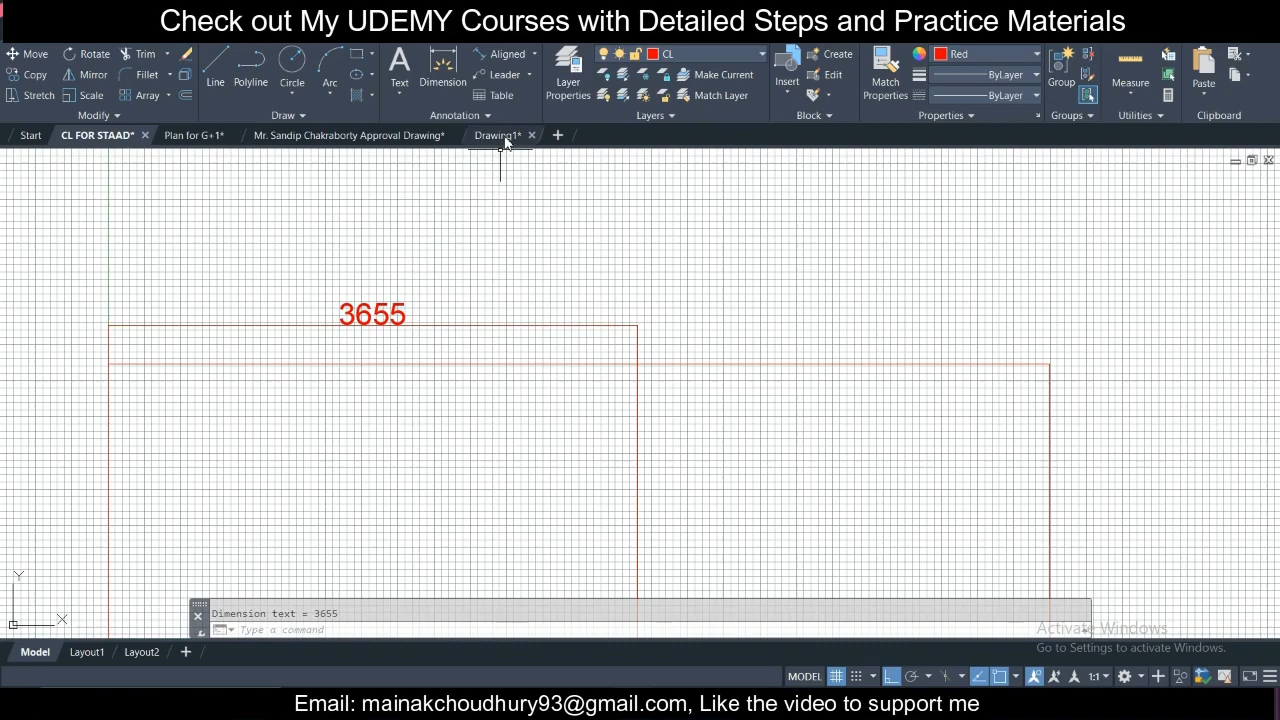 Check out My UDEMY Courses with Detailed Steps and Practice Materials
Move Rotate Trim Line Polyline Circle Arc Text Dimension Aligned Layer Properties CL Insert Create Match Properties Red Group Measure Paste
Copy Mirror Fillet Leader Make Current Edit ByLayer
Stretch Scale Array Table Match Layer ByLayer
Modify Draw Annotation Layers Block Properties Groups Utilities Clipboard
Start CL FOR STAAD* Plan for G+1* Mr. Sandip Chakraborty Approval Drawing* Drawing1*
3655
Y
X
Dimension text = 3655
Type a command
Activate Windows
Go to Settings to activate Windows.
Model Layout1 Layout2
MODEL 1:1
Email: mainakchoudhury93@gmail.com, Like the video to support me